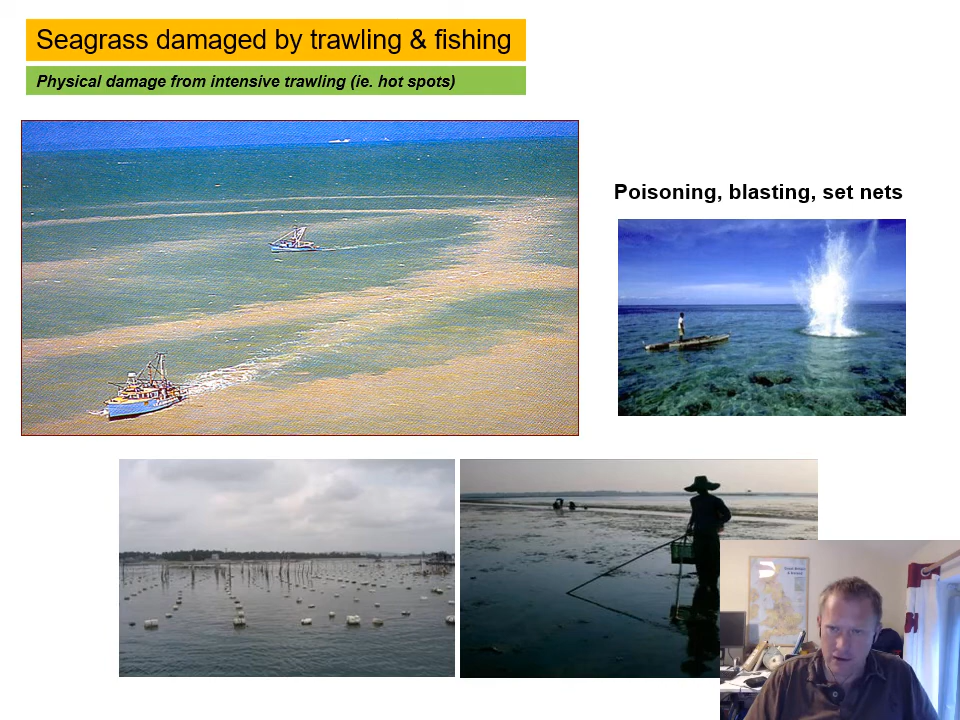 Seagrass damaged by trawling & fishing
Physical damage from intensive trawling (ie. hot spots)
Poisoning, blasting, set nets